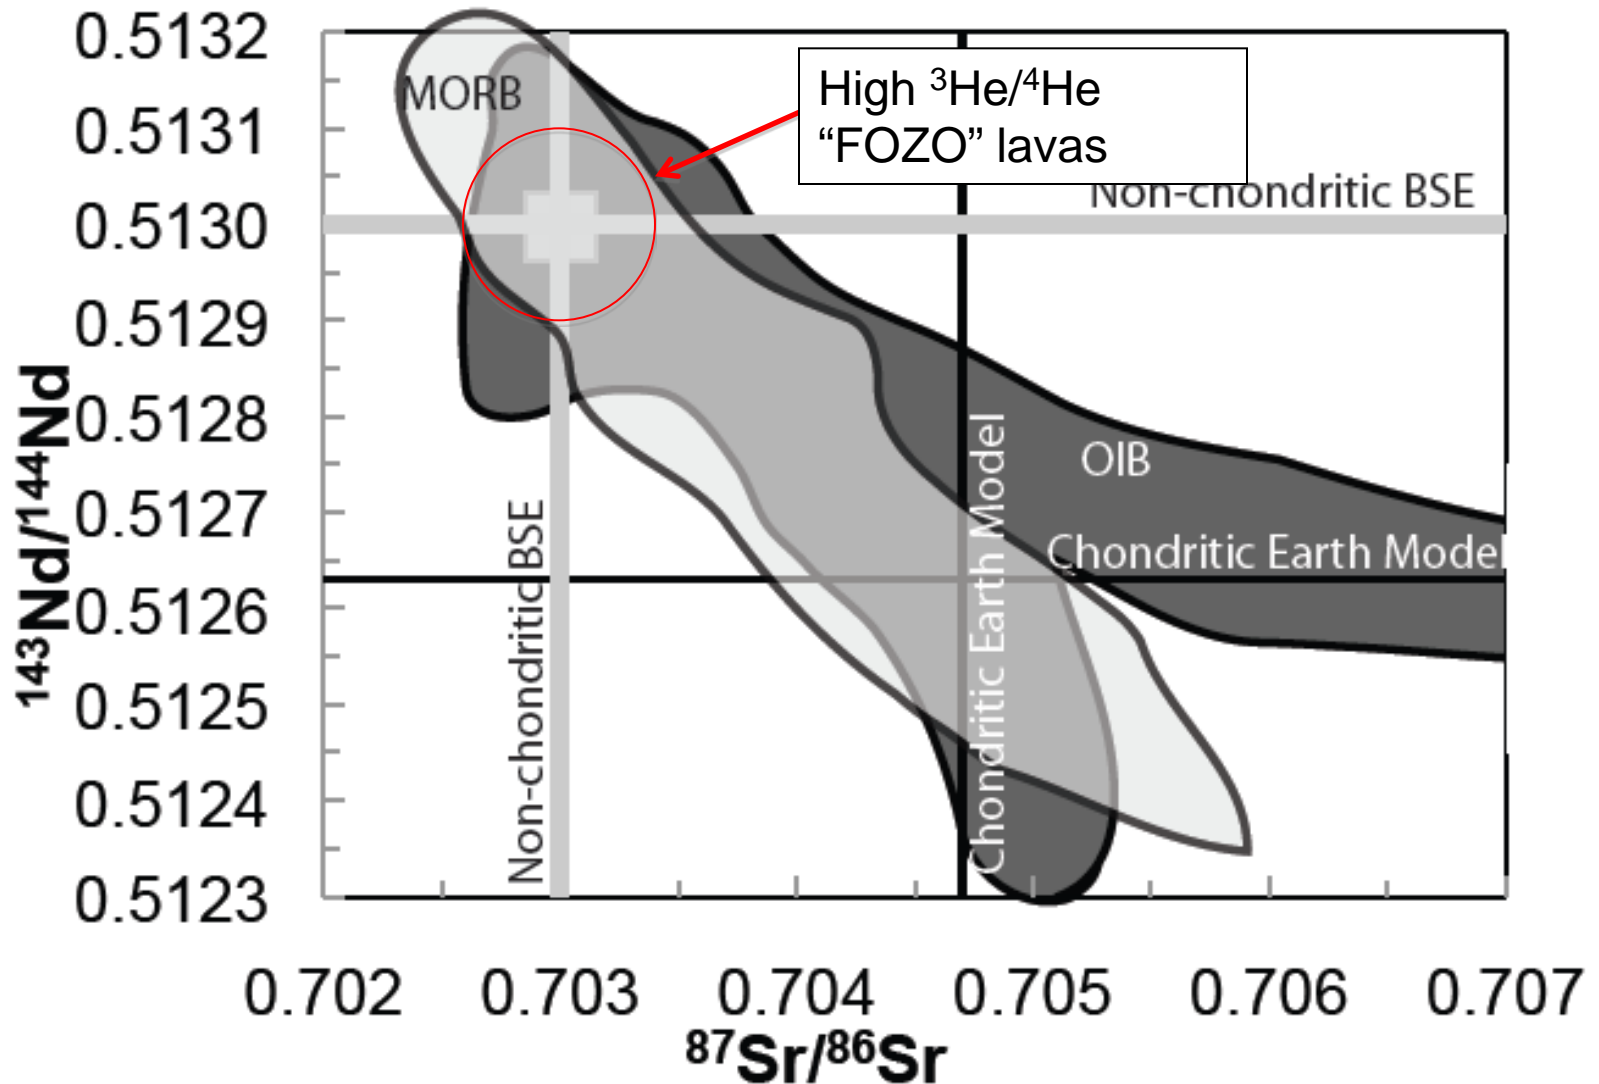 0.5132
0.5131
0.5130
0.5129
0.5128
0.5127
0.5126
0.5125
0.5124
0.5123
¹⁴³Nd/¹⁴⁴Nd
MORB
High ³He/⁴He
“FOZO” lavas
Non-chondritic BSE
OIB
Chondritic Earth Model
Chondritic Earth Model
Non-chondritic BSE
0.702 0.703 0.704 0.705 0.706 0.707
⁸⁷Sr/⁸⁶Sr